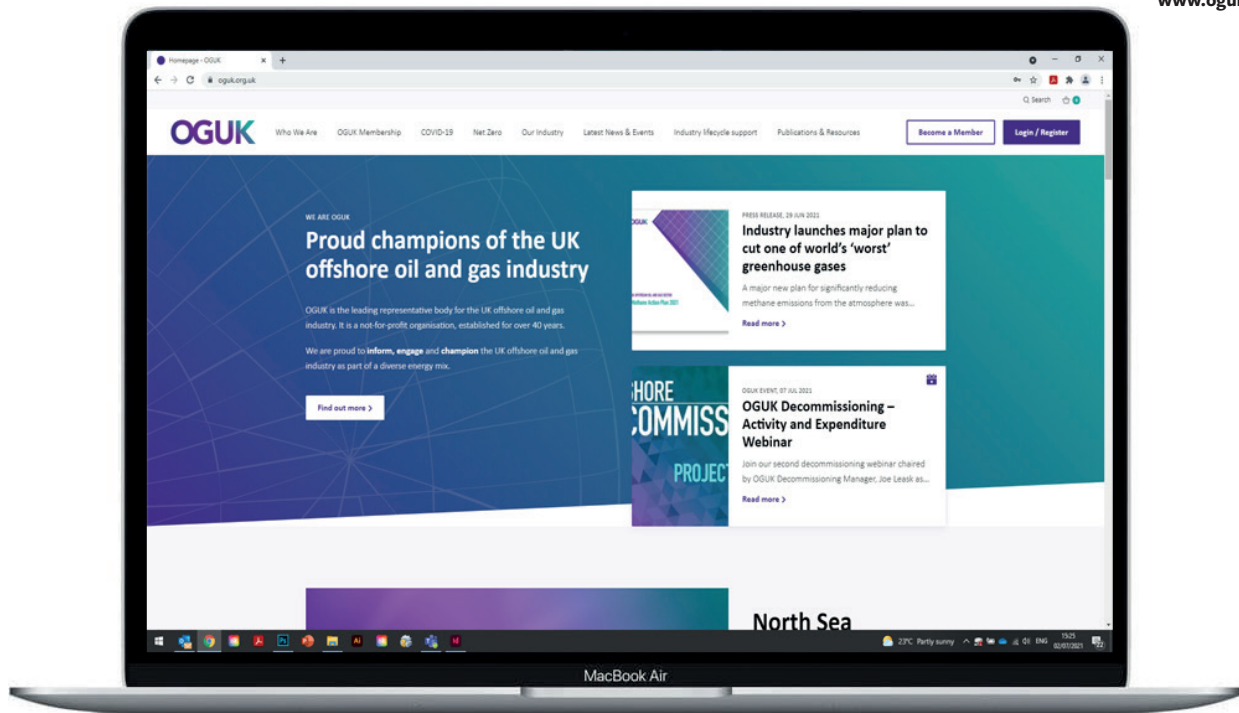 www.ogu
Homepage - OGUK
oguk.org.uk
Search
OGUK
Who We Are
OGUK Membership
COVID-19
Net Zero
Our Industry
Latest News & Events
Industry lifecycle support
Publications & Resources
Become a Member
Login / Register
WE ARE OGUK
Proud champions of the UK
offshore oil and gas industry
OGUK is the leading representative body for the UK offshore oil and gas
industry. It is a not-for-profit organisation, established for over 40 years.
We are proud to inform, engage and champion the UK offshore oil and gas
industry as part of a diverse energy mix.
Find out more >
OGUK
Methane Action Plan 2021
PRESS RELEASE, 29 JUN 2021
Industry launches major plan to
cut one of world's 'worst'
greenhouse gases
A major new plan for significantly reducing
methane emissions from the atmosphere was...
Read more >
HORE
COMMISS
PROJEC
OGUK EVENT, 07 JUL 2021
OGUK Decommissioning –
Activity and Expenditure
Webinar
Join our second decommissioning webinar chaired
by OGUK Decommissioning Manager, Joe Leask as...
Read more >
North Sea
23°C Partly sunny
ENG
15:25
02/07/2021
MacBook Air